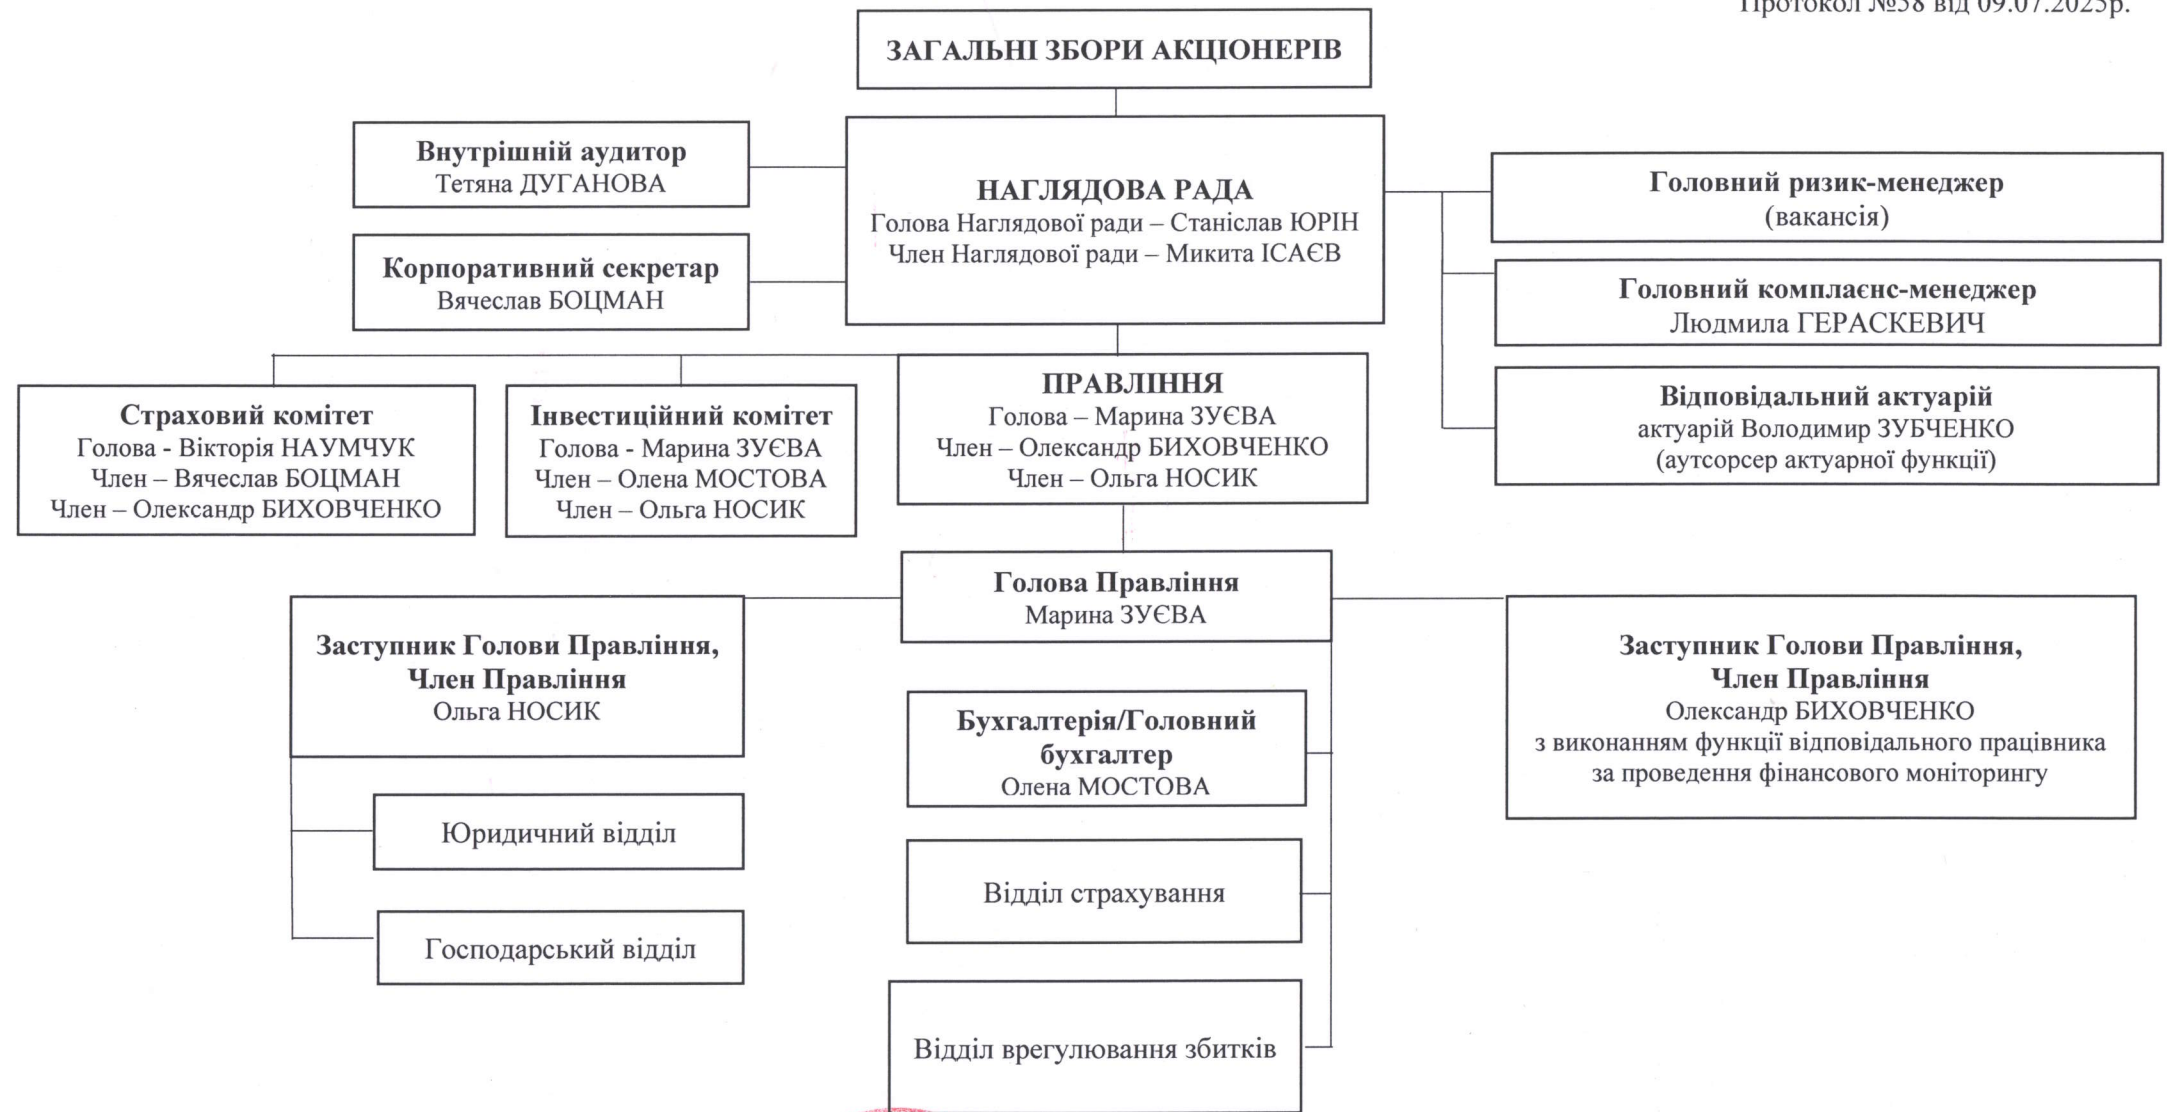 Протокол №58 від 09.07.2025р.
ЗАГАЛЬНІ ЗБОРИ АКЦІОНЕРІВ
Внутрішній аудитор
Тетяна ДУГАНОВА
Корпоративний секретар
Вячеслав БОЦМАН
НАГЛЯДОВА РАДА
Голова Наглядової ради – Станіслав ЮРІН
Член Наглядової ради – Микита ІСАЄВ
Головний ризик-менеджер
(вакансія)
Головний комплаєнс-менеджер
Людмила ГЕРАСКЕВИЧ
Відповідальний актуарій
актуарій Володимир ЗУБЧЕНКО
(аутсорсер актуарної функції)
Страховий комітет
Голова - Вікторія НАУМЧУК
Член – Вячеслав БОЦМАН
Член – Олександр БИХОВЧЕНКО
Інвестиційний комітет
Голова - Марина ЗУЄВА
Член – Олена МОСТОВА
Член – Ольга НОСИК
ПРАВЛІННЯ
Голова – Марина ЗУЄВА
Член – Олександр БИХОВЧЕНКО
Член – Ольга НОСИК
Голова Правління
Марина ЗУЄВА
Заступник Голови Правління,
Член Правління
Ольга НОСИК
Юридичний відділ
Господарський відділ
Бухгалтерія/Головний
бухгалтер
Олена МОСТОВА
Відділ страхування
Відділ врегулювання збитків
Заступник Голови Правління,
Член Правління
Олександр БИХОВЧЕНКО
з виконанням функції відповідального працівника
за проведення фінансового моніторингу